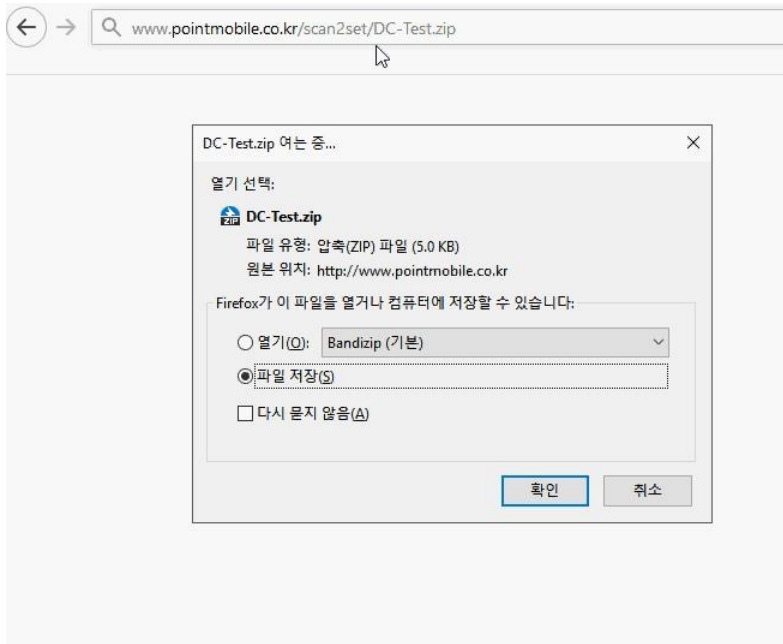 www.pointmobile.co.kr/scan2set/DC-Test.zip
DC-Test.zip 여는 중...
열기 선택:
ZIP DC-Test.zip
파일 유형: 압축(ZIP) 파일 (5.0 KB)
원본 위치: http://www.pointmobile.co.kr
Firefox가 이 파일을 열거나 컴퓨터에 저장할 수 있습니다:
열기(O): Bandizip (기본)
파일 저장(S)
다시 묻지 않음(A)
확인 취소